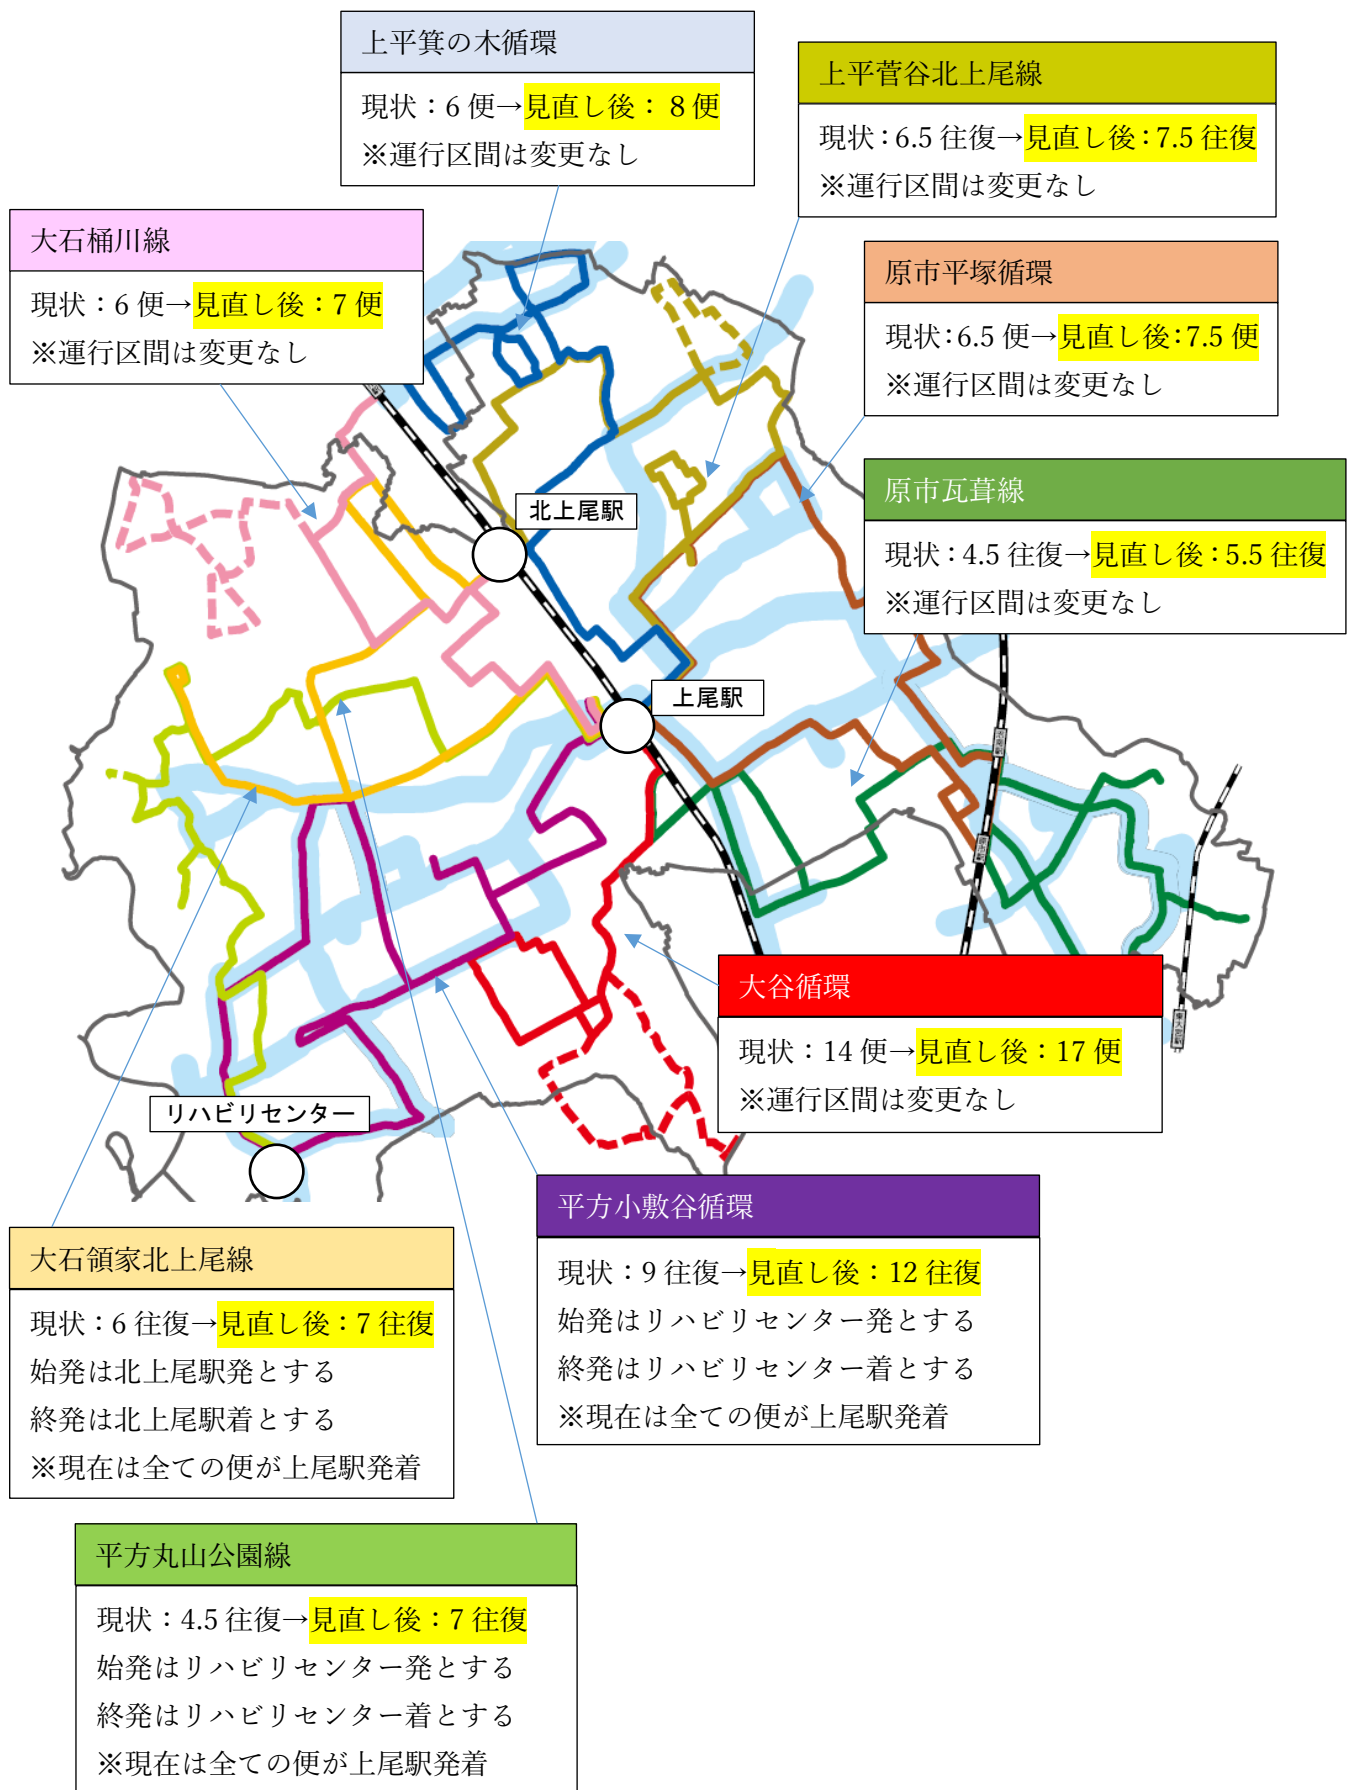 上平箕の木循環
現状：6 便→見直し後：８便
※運行区間は変更なし
上平菅谷北上尾線
現状：6.5 往復→見直し後：7.5 往復
※運行区間は変更なし
大石桶川線
現状：6 便→見直し後：7 便
※運行区間は変更なし
原市平塚循環
現状：6.5 便→見直し後：7.5 便
※運行区間は変更なし
原市瓦葺線
現状：4.5 往復→見直し後：5.5 往復
※運行区間は変更なし
北上尾駅
上尾駅
大谷循環
現状：14 便→見直し後：17 便
※運行区間は変更なし
リハビリセンター
平方小敷谷循環
現状：9 往復→見直し後：12 往復
始発はリハビリセンター発とする
終発はリハビリセンター着とする
※現在は全ての便が上尾駅発着
大石領家北上尾線
現状：6 往復→見直し後：7 往復
始発は北上尾駅発とする
終発は北上尾駅着とする
※現在は全ての便が上尾駅発着
平方丸山公園線
現状：4.5 往復→見直し後：7 往復
始発はリハビリセンター発とする
終発はリハビリセンター着とする
※現在は全ての便が上尾駅発着